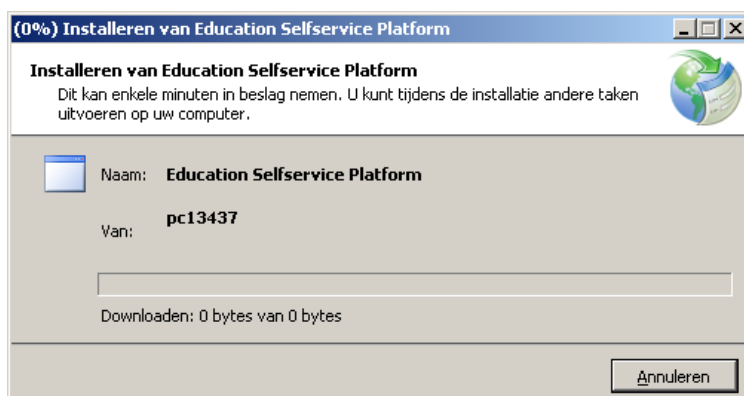 (0%) Installeren van Education Selfservice Platform
Installeren van Education Selfservice Platform
Dit kan enkele minuten in beslag nemen. U kunt tijdens de installatie andere taken
uitvoeren op uw computer.
Naam: Education Selfservice Platform
Van: pc13437
Downloaden: 0 bytes van 0 bytes
Annuleren